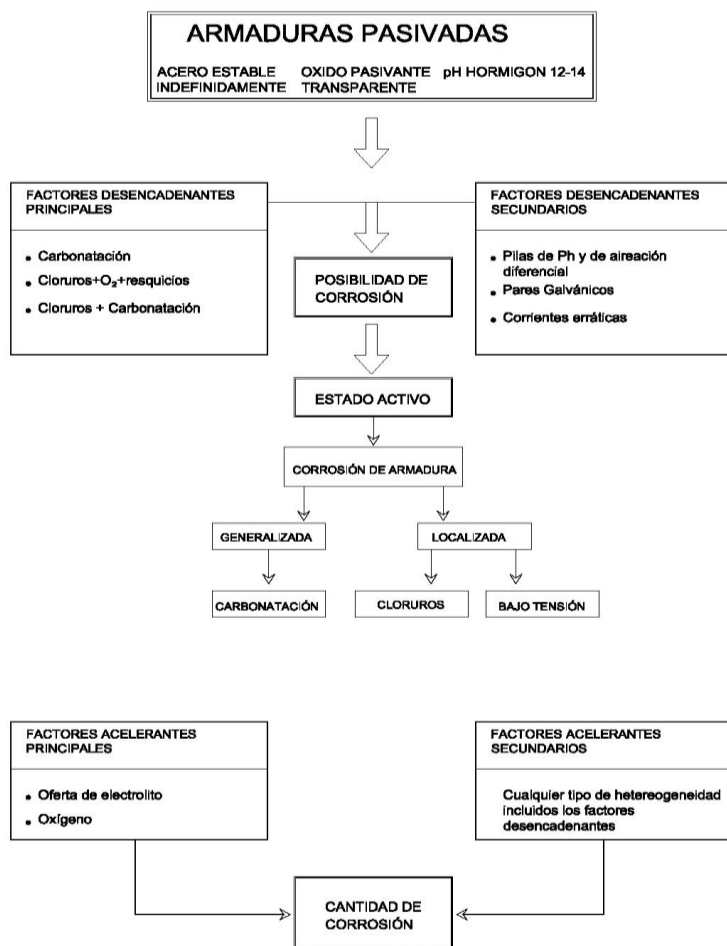 ARMADURAS PASIVADAS
ACERO ESTABLE OXIDO PASIVANTE pH HORMIGON 12-14
INDEFINIDAMENTE TRANSPARENTE
FACTORES DESENCADENANTES
PRINCIPALES
• Carbonatación
• Cloruros+O₂+resquicios
• Cloruros + Carbonatación
FACTORES DESENCADENANTES
SECUNDARIOS
• Pilas de Ph y de aireación
diferencial
• Pares Galvánicos
• Corrientes erráticas
POSIBILIDAD DE
CORROSIÓN
ESTADO ACTIVO
CORROSIÓN DE ARMADURA
GENERALIZADA
LOCALIZADA
CARBONATACIÓN
CLORUROS
BAJO TENSIÓN
FACTORES ACELERANTES
PRINCIPALES
• Oferta de electrolito
• Oxígeno
FACTORES ACELERANTES
SECUNDARIOS
Cualquier tipo de hetereogeneidad
incluidos los factores
desencadenantes
CANTIDAD DE
CORROSIÓN